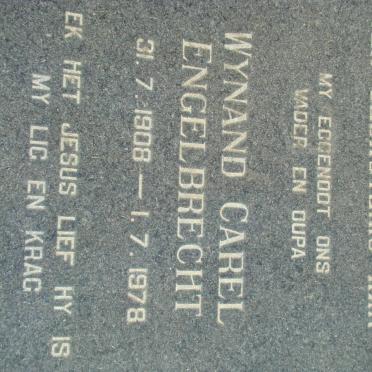 MY EGGENOOT ONS
VADER EN OUPA
WYNAND CAREL
ENGELBRECHT
31. 7. 1908 — 1. 7. 1978
EK HET JESUS LIEF HY IS
MY LIG EN KRAG